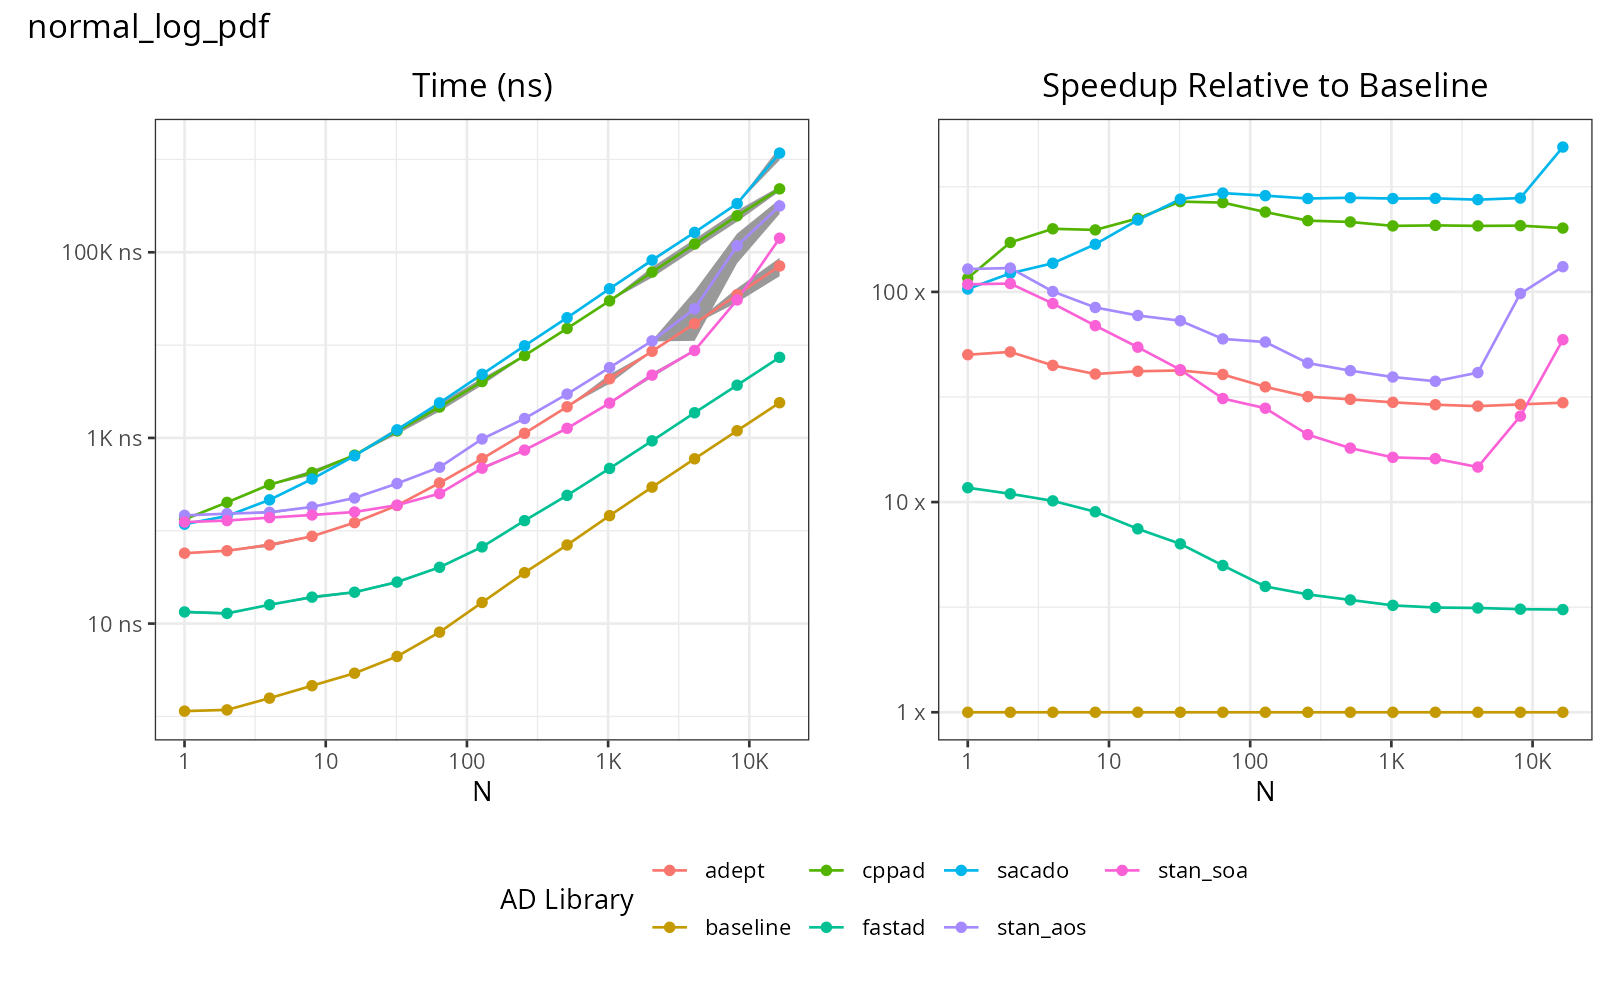 normal_log_pdf
Time (ns)
Speedup Relative to Baseline
100K ns
1K ns
10 ns
1 10 100 1K 10K
N
100 x
10 x
1 x
1 10 100 1K 10K
N
AD Library
adept cppad sacado stan_soa
baseline fastad stan_aos